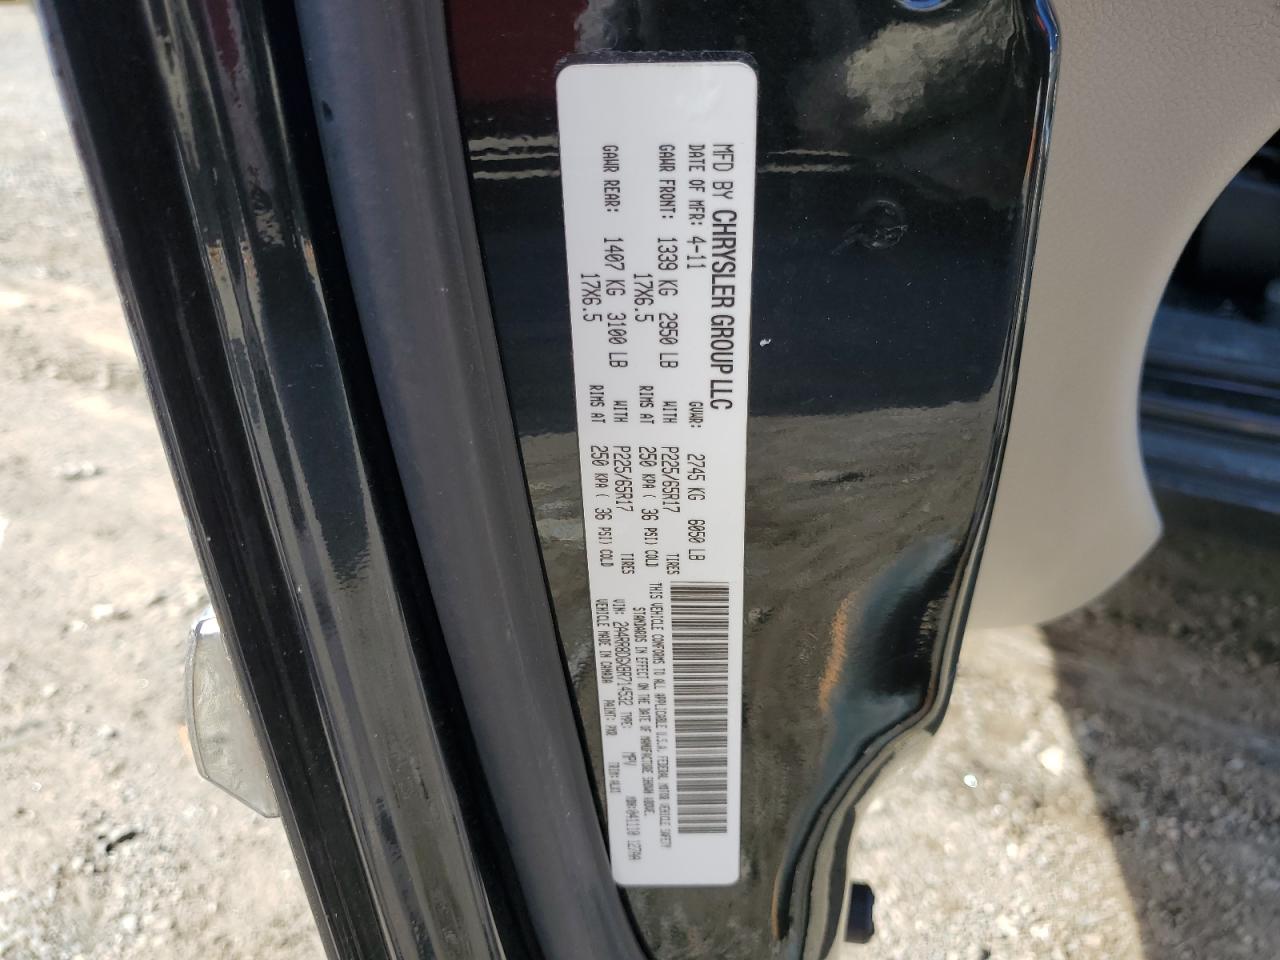 MFD BY CHRYSLER GROUP LLC
DATE OF MFR: 4-11 GVWR: 2745 KG 6050 LB
GAWR FRONT: 1339 KG 2950 LB WITH P225/65R17 TIRES
17X6.5 RIMS AT 250 KPA ( 36 PSI) COLD
GAWR REAR: 1407 KG 3100 LB WITH P225/65R17 TIRES
17X6.5 RIMS AT 250 KPA ( 36 PSI) COLD
THIS VEHICLE CONFORMS TO ALL APPLICABLE U.S.A. FEDERAL MOTOR VEHICLE SAFETY
STANDARDS IN EFFECT ON THE DATE OF MANUFACTURE SHOWN ABOVE.
VIN: 2A4RR8DGXBR714532 TYPE: MPV
VEHICLE MADE IN CANADA PAINT: PXR